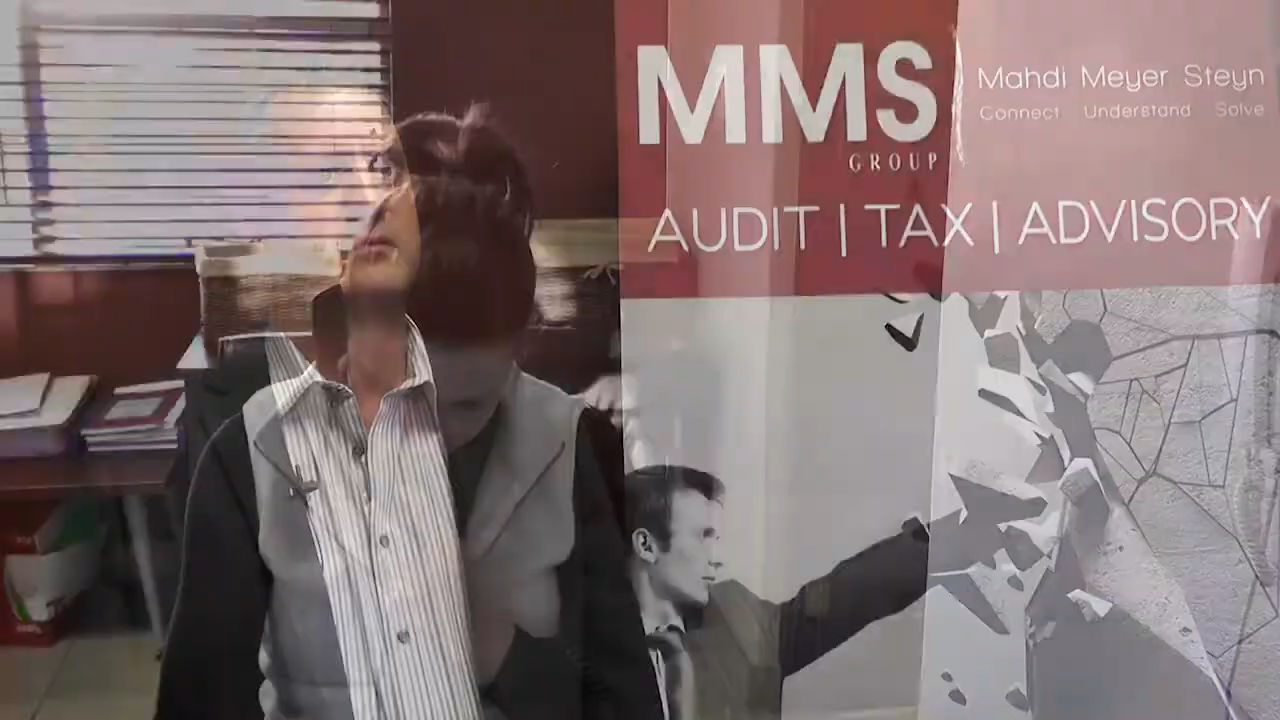 MMS
GROUP
Mahdi Meyer Steyn
Connect Understand Solve
AUDIT | TAX | ADVISORY